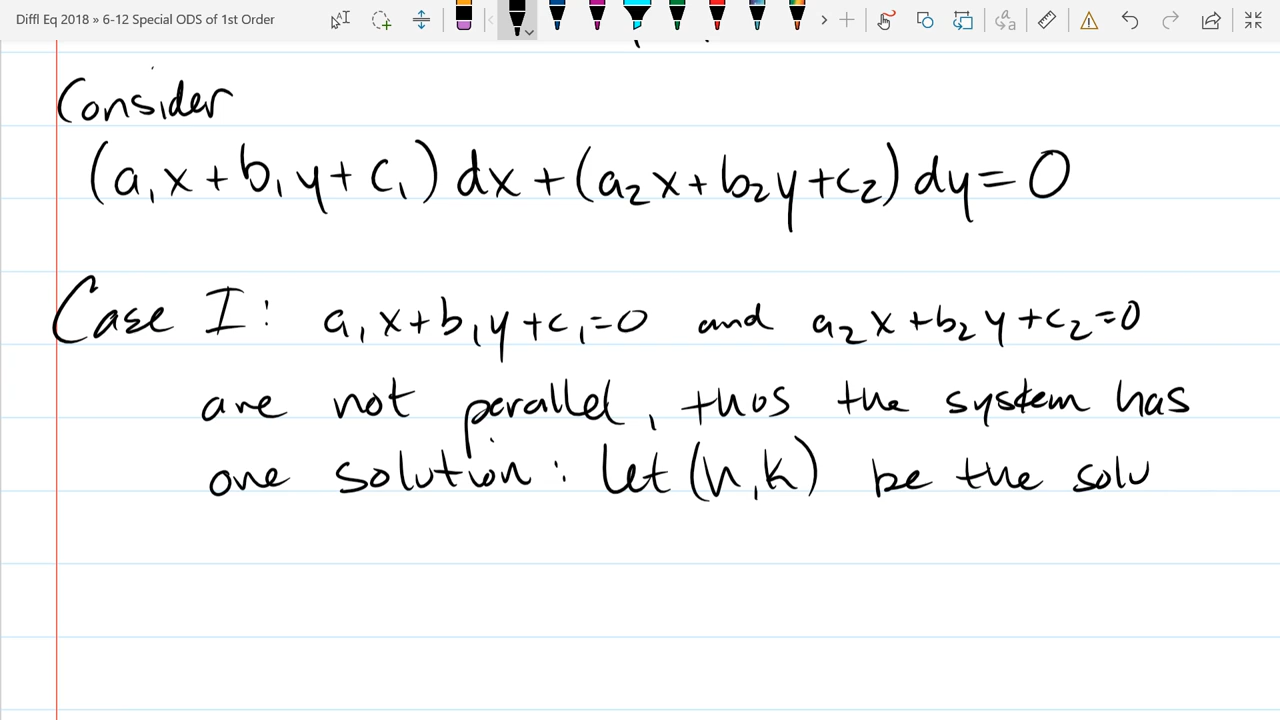 Diffl Eq 2018 » 6-12 Special ODS of 1st Order
Consider
(a₁x+b₁y+c₁)dx+(a₂x+b₂y+c₂)dy=0
Case I: a₁x+b₁y+c₁=0 and a₂x+b₂y+c₂=0
are not parallel, thus the system has
one solution: let (h,k) be the solu